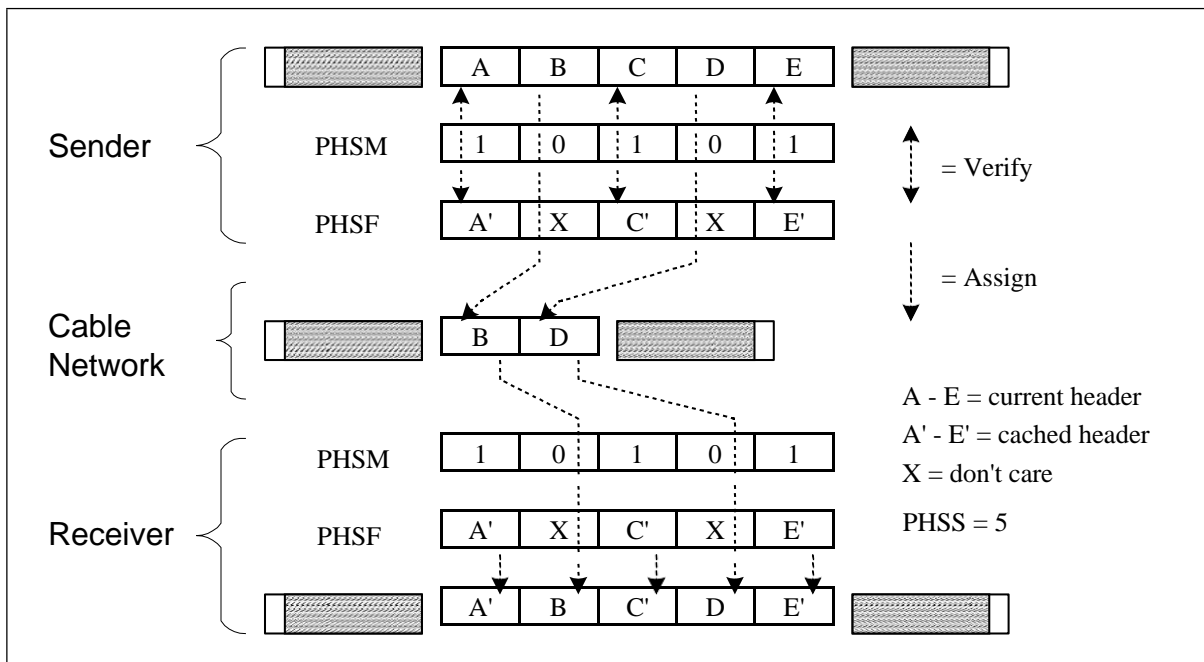 A B C D E
Sender
PHSM
1 0 1 0 1
= Verify
PHSF
A' X C' X E'
= Assign
Cable
Network
B D
A - E = current header
A' - E' = cached header
X = don't care
PHSS = 5
PHSM
1 0 1 0 1
Receiver
PHSF
A' X C' X E'
A' B C' D E'